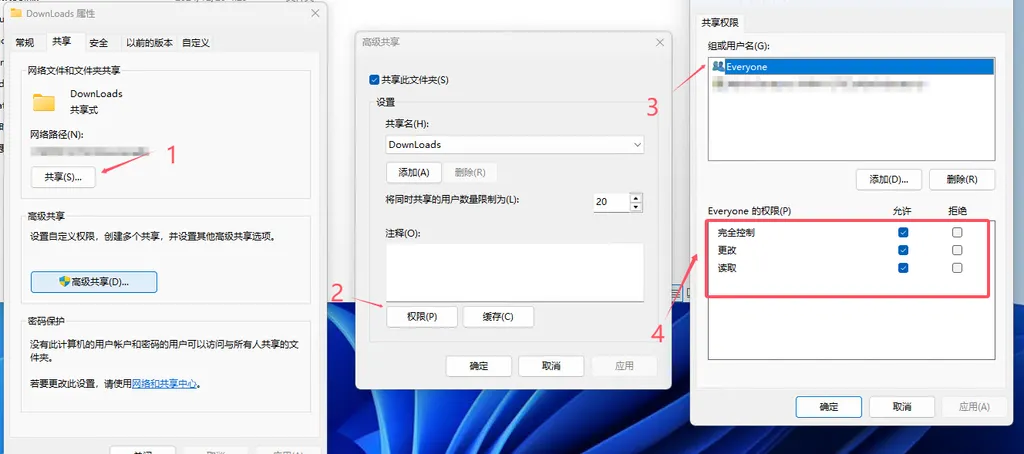 DownLoads 属性
常规
共享
安全
以前的版本
自定义
网络文件和文件夹共享
DownLoads
共享式
网络路径(N):
共享(S)...
1
高级共享
设置自定义权限，创建多个共享，并设置其他高级共享选项。
高级共享(D)...
密码保护
没有此计算机的用户帐户和密码的用户可以访问与所有人共享的文
件夹。
若要更改此设置，请使用网络和共享中心。
高级共享
共享此文件夹(S)
设置
共享名(H):
DownLoads
添加(A)
删除(R)
将同时共享的用户数量限制为(L):
20
注释(O):
2
权限(P)
缓存(C)
确定
取消
应用
共享权限
组或用户名(G):
3
Everyone
添加(D)...
删除(R)
Everyone 的权限(P)
允许
拒绝
完全控制
更改
读取
4
确定
取消
应用(A)